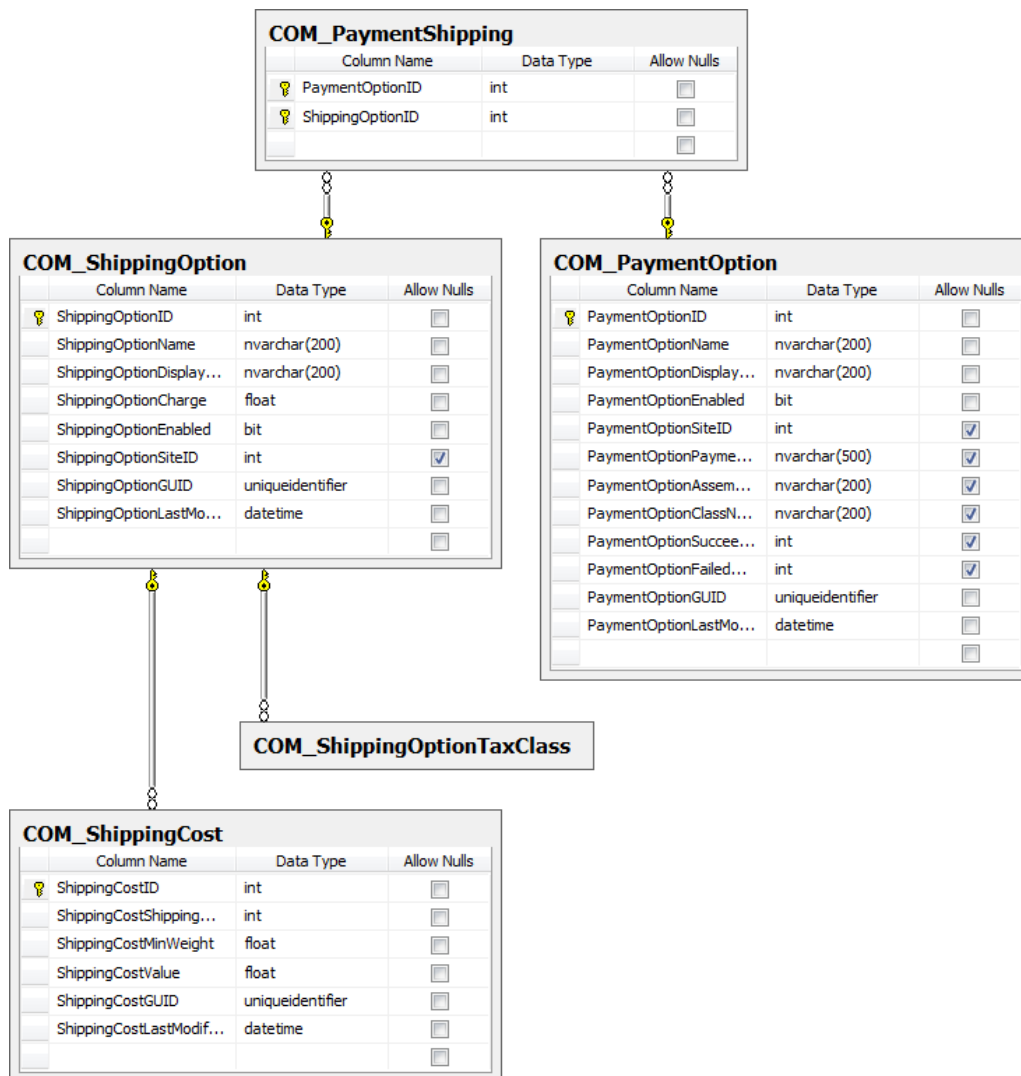 COM_PaymentShipping
Column Name Data Type Allow Nulls
PaymentOptionID int
ShippingOptionID int
COM_ShippingOption
Column Name Data Type Allow Nulls
ShippingOptionID int
ShippingOptionName nvarchar(200)
ShippingOptionDisplay... nvarchar(200)
ShippingOptionCharge float
ShippingOptionEnabled bit
ShippingOptionSiteID int
ShippingOptionGUID uniqueidentifier
ShippingOptionLastMo... datetime
COM_PaymentOption
Column Name Data Type Allow Nulls
PaymentOptionID int
PaymentOptionName nvarchar(200)
PaymentOptionDisplay... nvarchar(200)
PaymentOptionEnabled bit
PaymentOptionSiteID int
PaymentOptionPayme... nvarchar(500)
PaymentOptionAssem... nvarchar(200)
PaymentOptionClassN... nvarchar(200)
PaymentOptionSuccee... int
PaymentOptionFailed... int
PaymentOptionGUID uniqueidentifier
PaymentOptionLastMo... datetime
COM_ShippingOptionTaxClass
COM_ShippingCost
Column Name Data Type Allow Nulls
ShippingCostID int
ShippingCostShipping... int
ShippingCostMinWeight float
ShippingCostValue float
ShippingCostGUID uniqueidentifier
ShippingCostLastModif... datetime